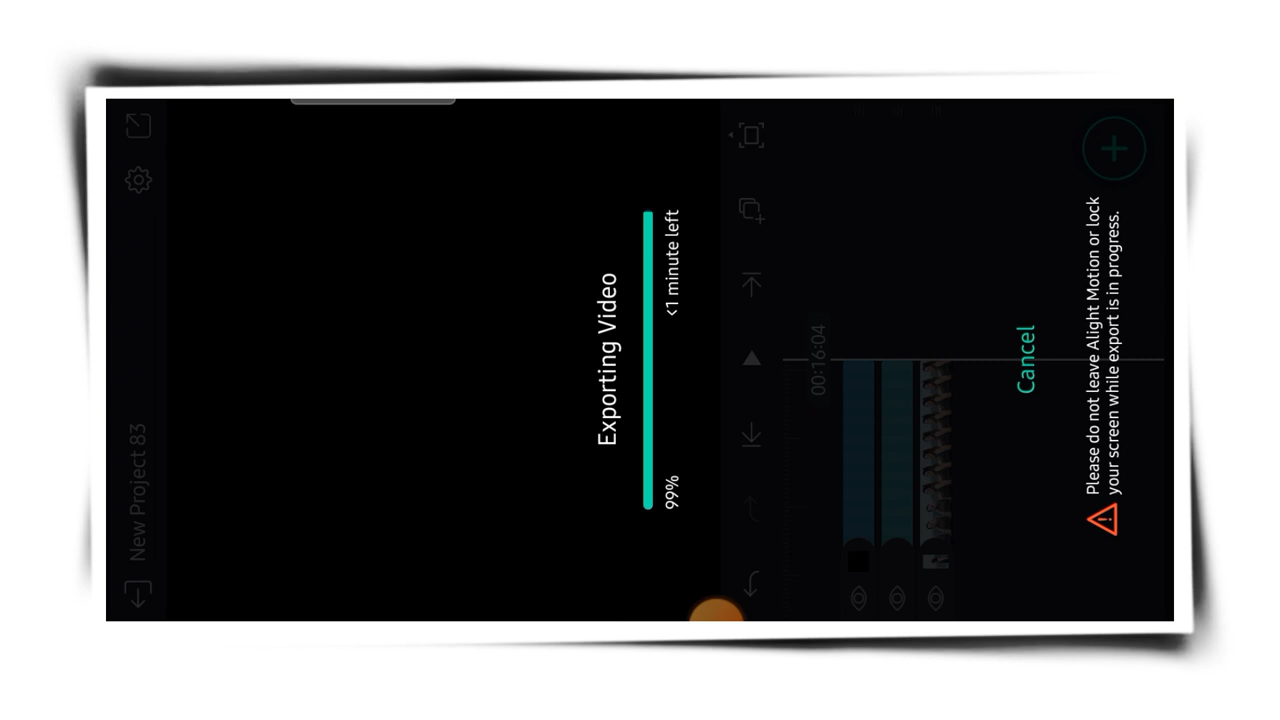 New Project 83
Exporting Video
99%
<1 minute left
00:16:04
Cancel
Please do not leave Alight Motion or lock
your screen while export is in progress.